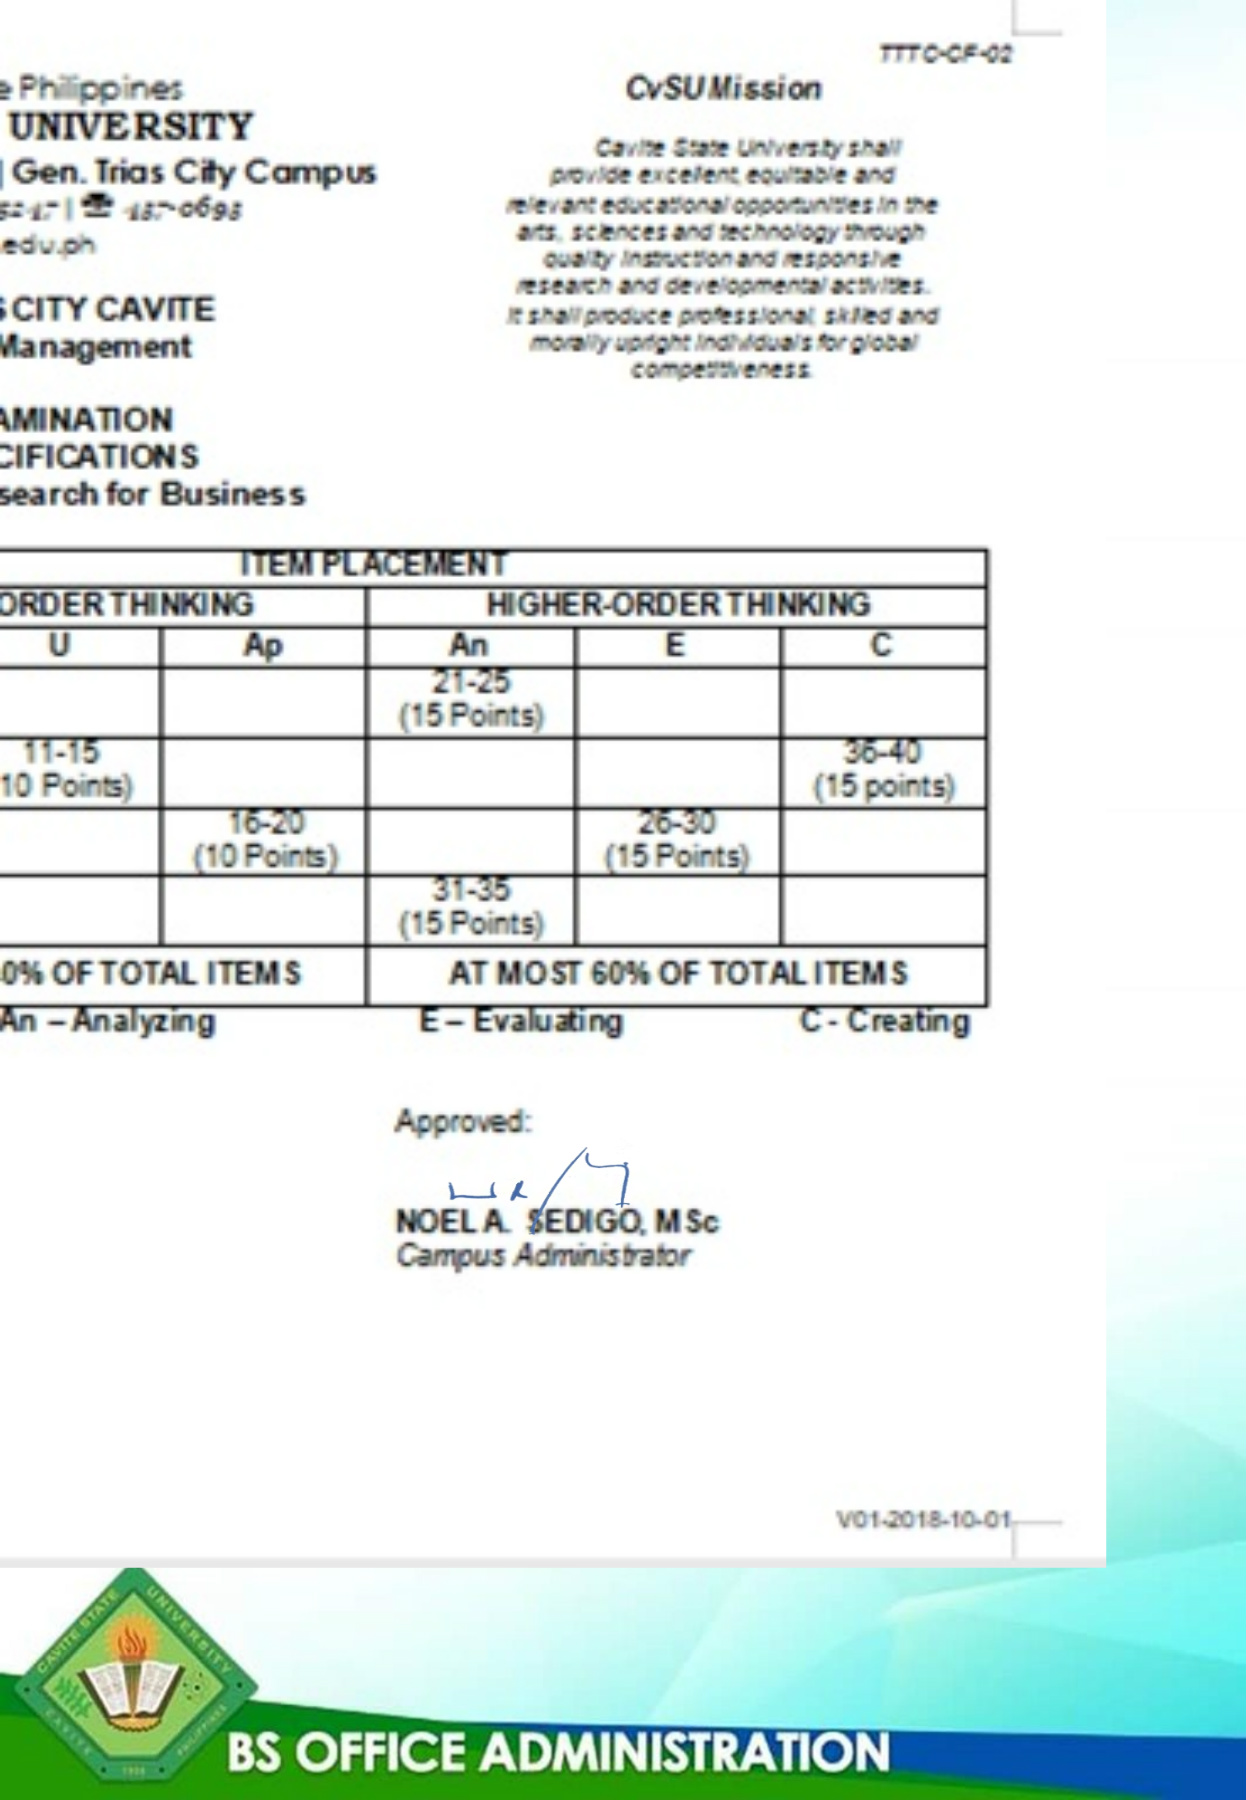 TTTC-CF-02
e Philippines
UNIVERSITY
Gen. Trias City Campus
-0693
.edu.ph
CITY CAVITE
Management
AMINATION
CIFICATIONS
search for Business
CvSU Mission
Cavite State University shall
provide excellent, equitable and
relevant educational opportunities in the
arts, sciences and technology through
quality instruction and responsive
research and developmental activities.
It shall produce professional, skilled and
morally upright individuals for global
competitiveness.
ITEM PLACEMENT
ORDER THINKING HIGHER-ORDER THINKING
U Ap An E C
21-25
(15 Points)
11-15 36-40
10 Points) (15 points)
16-20 26-30
(10 Points) (15 Points)
31-35
(15 Points)
0% OF TOTAL ITEMS AT MOST 60% OF TOTAL ITEMS
An – Analyzing E – Evaluating C - Creating
Approved:
NOEL A. SEDIGO, MSc
Campus Administrator
V01-2018-10-01
CAVITE STATE UNIVERSITY
CAVITE PHILIPPINES
BS OFFICE ADMINISTRATION